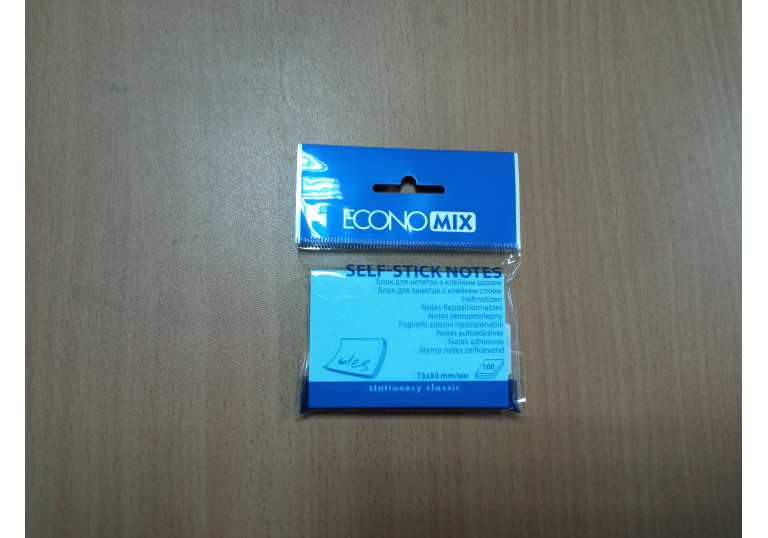 ECONOMIX
SELF-STICK NOTES
Блок для нотаток з клейким шаром
Блок для заметок с клейким слоем
Haftnotizen
Notes Repositionnables
Notes samoprzylepny
Foglietti adesivi riposizionabili
Notas autoadesivas
Notas adhesivas
Memo notes zelfklevend
notes
100
75x50 mm/мм
stationery classic